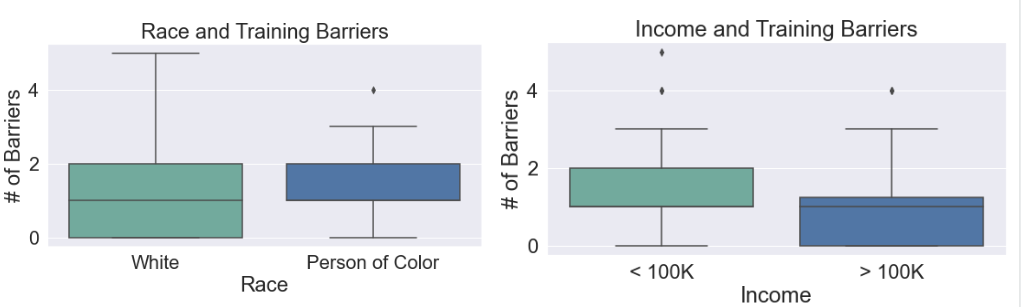 Race and Training Barriers
# of Barriers
4
2
0
White
Person of Color
Race
Income and Training Barriers
# of Barriers
4
2
0
< 100K
> 100K
Income